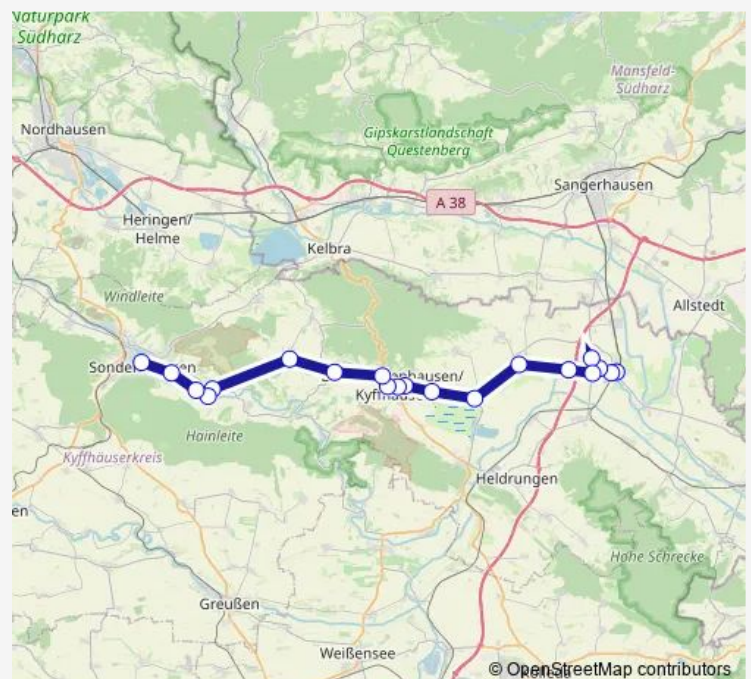 Naturpark
Südharz
Mansfeld-
Südharz
Nordhausen
Gipskarstlandschaft
Questenberg
Sangerhausen
A 38
Heringen/
Helme
Kelbra
Windleite
Allstedt
Hainleite
Kyffhäuserkreis
Heldrungen
Hohe Schrecke
Greußen
Weißensee
© OpenStreetMap contributors